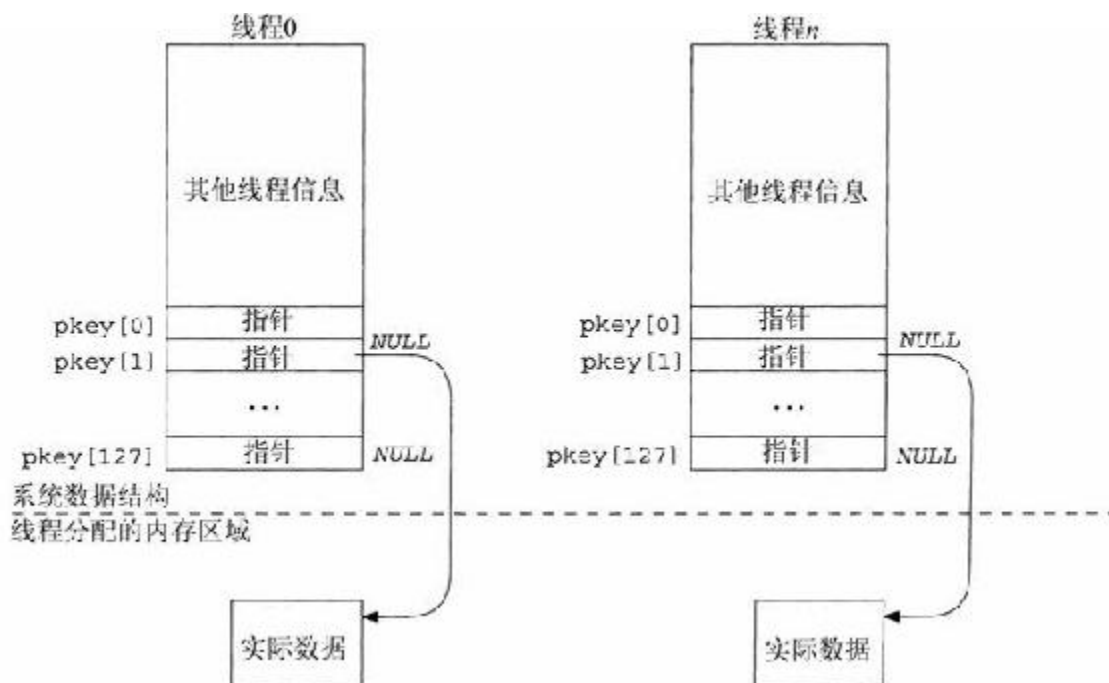 线程0
其他线程信息
pkey[0]
指针
NULL
pkey[1]
指针
...
pkey[127]
指针
NULL
线程n
其他线程信息
pkey[0]
指针
NULL
pkey[1]
指针
...
pkey[127]
指针
NULL
系统数据结构
线程分配的内存区域
实际数据
实际数据